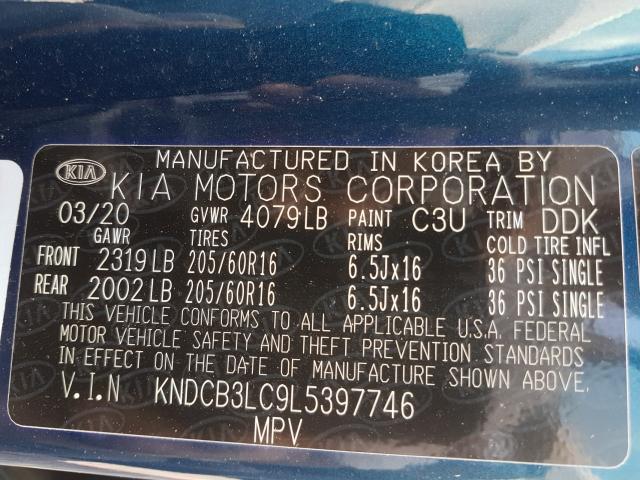 MANUFACTURED IN KOREA BY
KIA KIA MOTORS CORPORATION
03/20 GVWR 4079LB PAINT C3U TRIM DDK
GAWR TIRES RIMS COLD TIRE INFL
FRONT 2319LB 205/60R16 6.5Jx16 36 PSI SINGLE
REAR 2002LB 205/60R16 6.5Jx16 36 PSI SINGLE
THIS VEHICLE CONFORMS TO ALL APPLICABLE U.S.A. FEDERAL
MOTOR VEHICLE SAFETY AND THEFT PREVENTION STANDARDS
IN EFFECT ON THE DATE OF MANUFACTURE SHOWN ABOVE.
V.I.N KNDCB3LC9L5397746
MPV